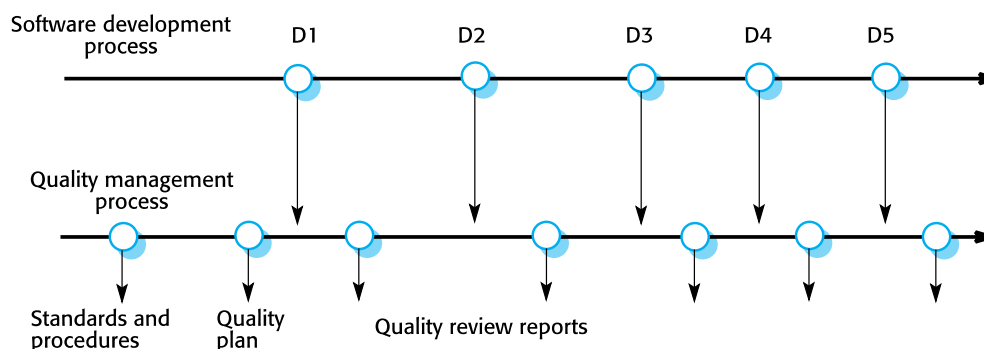 Software development
process
D1 D2 D3 D4 D5
Quality management
process
Standards and
procedures
Quality
plan
Quality review reports